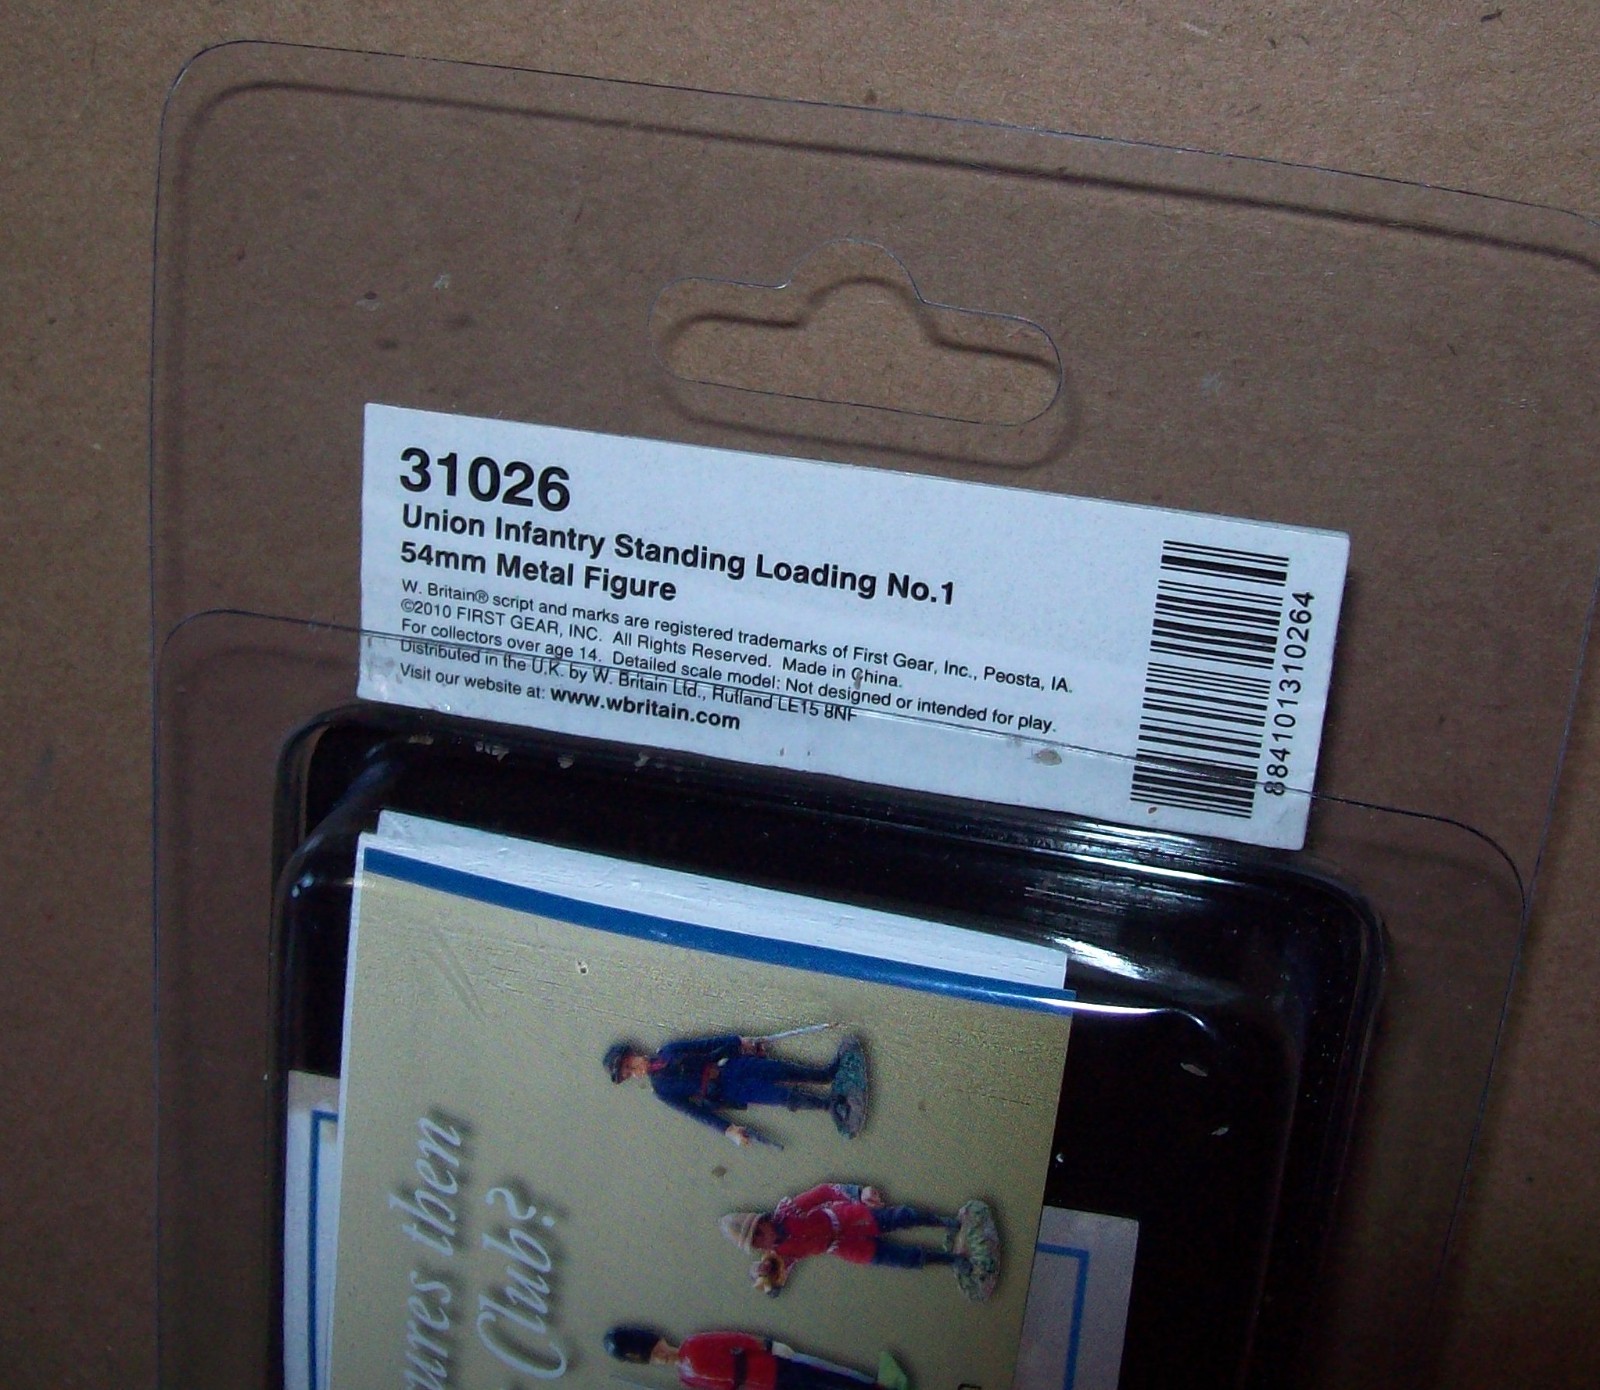 31026
Union Infantry Standing Loading No.1
54mm Metal Figure
W. Britain® script and marks are registered trademarks of First Gear, Inc., Peosta, IA.
©2010 FIRST GEAR, INC. All Rights Reserved. Made in China.
For collectors over age 14. Detailed scale model: Not designed or intended for play.
Distributed in the U.K. by W. Britain Ltd., Rutland LE15 8NF
Visit our website at: www.wbritain.com
884101310264
ures then
Club?